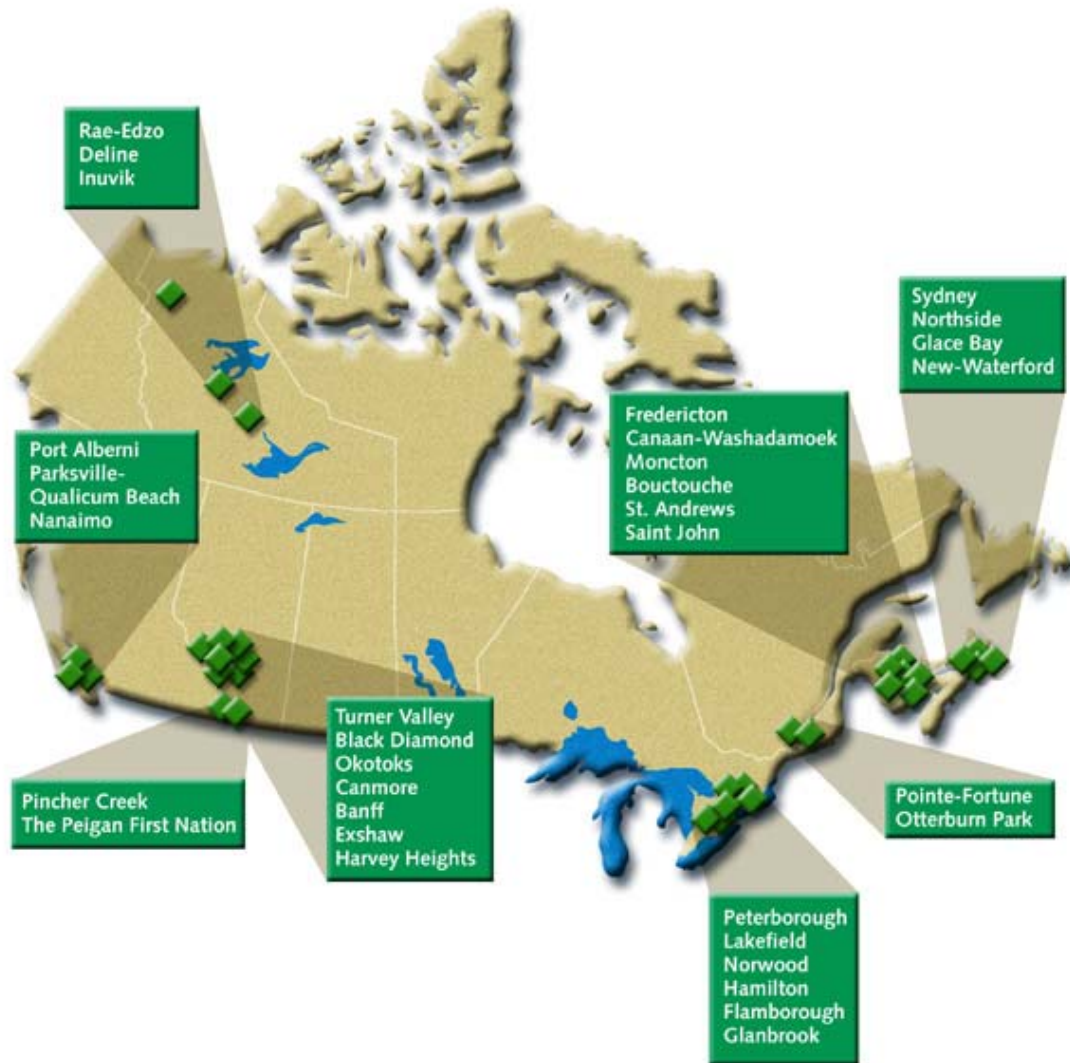 Rae-Edzo
Deline
Inuvik
Sydney
Northside
Glace Bay
New-Waterford
Fredericton
Canaan-Washadamoek
Moncton
Bouctouche
St. Andrews
Saint John
Port Alberni
Parksville-
Qualicum Beach
Nanaimo
Turner Valley
Black Diamond
Okotoks
Canmore
Banff
Exshaw
Harvey Heights
Pincher Creek
The Peigan First Nation
Pointe-Fortune
Otterburn Park
Peterborough
Lakefield
Norwood
Hamilton
Flamborough
Glanbrook